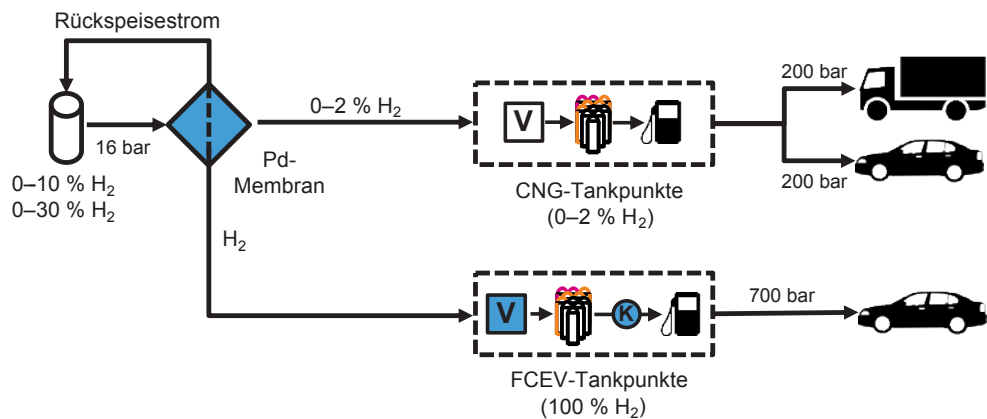 Rückspeisestrom
16 bar
0–10 % H₂
0–30 % H₂
Pd-
Membran
0–2 % H₂
H₂
V
CNG-Tankpunkte
(0–2 % H₂)
200 bar
200 bar
V
K
FCEV-Tankpunkte
(100 % H₂)
700 bar